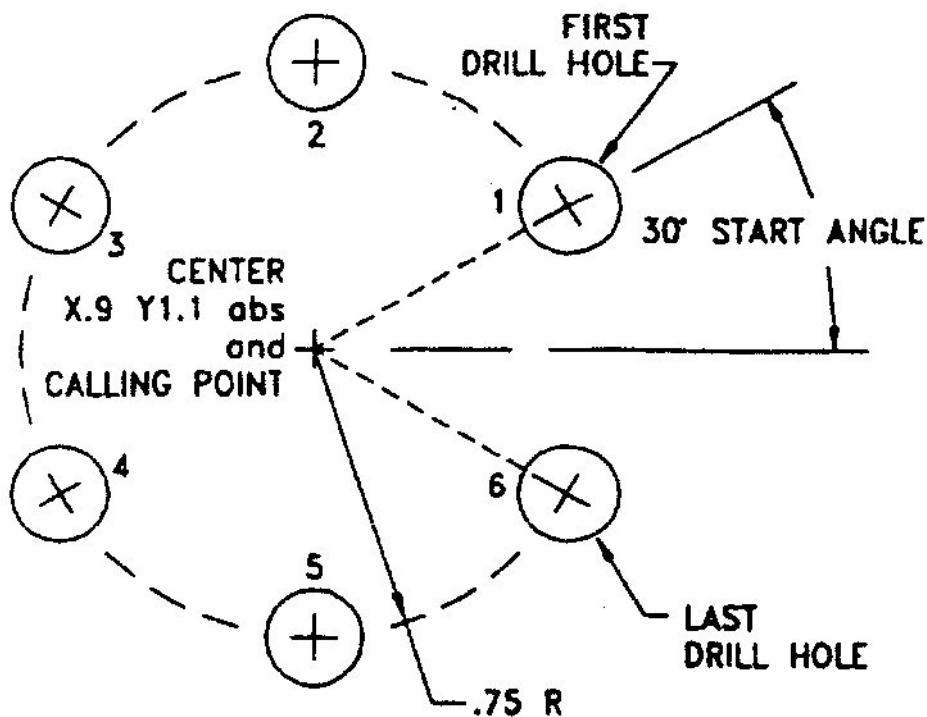 FIRST
DRILL HOLE
2
1
30° START ANGLE
3
CENTER
X.9 Y1.1 abs
and
CALLING POINT
4
6
5
LAST
DRILL HOLE
.75 R